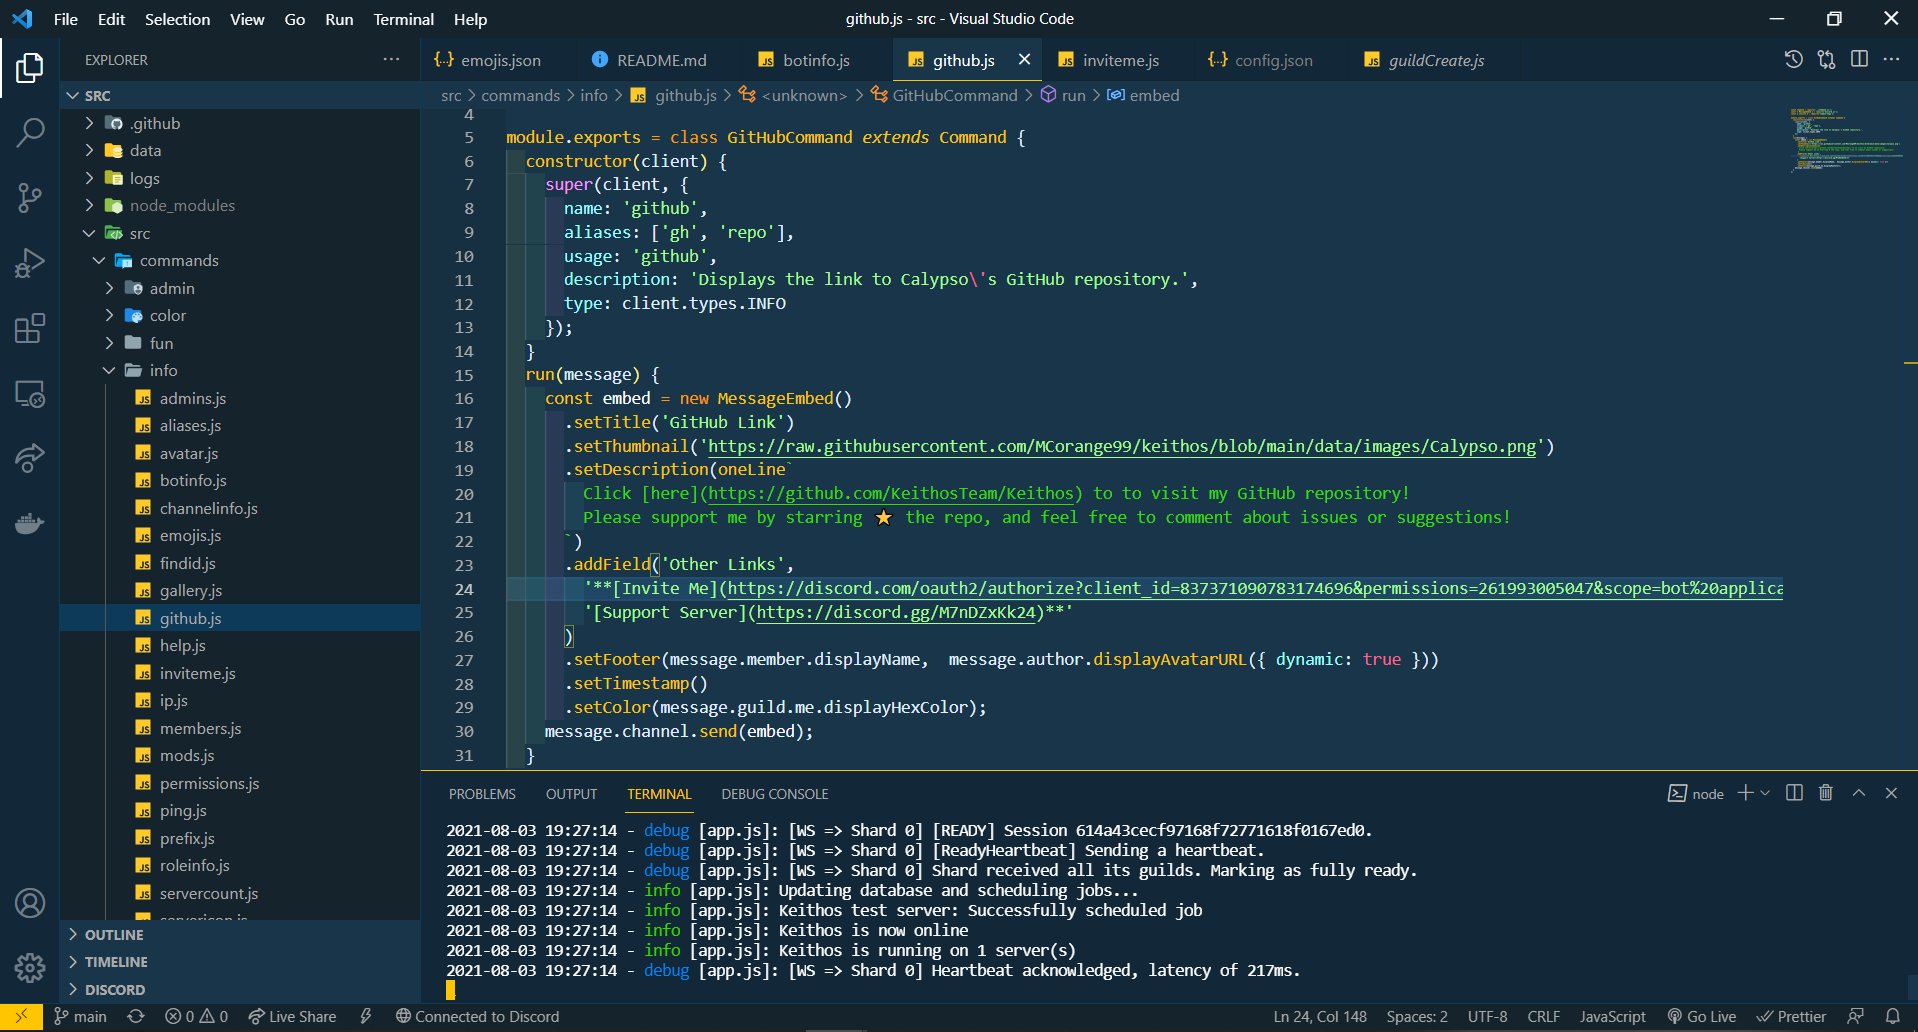 File Edit Selection View Go Run Terminal Help
github.js - src - Visual Studio Code
EXPLORER
SRC
.github
data
logs
node_modules
src
commands
admin
color
fun
info
admins.js
aliases.js
avatar.js
botinfo.js
channelinfo.js
emojis.js
findid.js
gallery.js
github.js
help.js
inviteme.js
ip.js
members.js
mods.js
permissions.js
ping.js
prefix.js
roleinfo.js
servercount.js
servericon.js
OUTLINE
TIMELINE
DISCORD
emojis.json README.md botinfo.js github.js inviteme.js config.json guildCreate.js
src > commands > info > github.js > <unknown> > GitHubCommand > run > embed
4
5 module.exports = class GitHubCommand extends Command {
6 constructor(client) {
7 super(client, {
8 name: 'github',
9 aliases: ['gh', 'repo'],
10 usage: 'github',
11 description: 'Displays the link to Calypso\'s GitHub repository.',
12 type: client.types.INFO
13 });
14 }
15 run(message) {
16 const embed = new MessageEmbed()
17 .setTitle('GitHub Link')
18 .setThumbnail('https://raw.githubusercontent.com/MCorange99/keithos/blob/main/data/images/Calypso.png')
19 .setDescription(oneLine`
20 Click [here](https://github.com/KeithosTeam/Keithos) to to visit my GitHub repository!
21 Please support me by starring ⭐ the repo, and feel free to comment about issues or suggestions!
22 `)
23 .addField('Other Links',
24 '**[Invite Me](https://discord.com/oauth2/authorize?client_id=837371090783174696&permissions=261993005047&scope=bot%20applica
25 '[Support Server](https://discord.gg/M7nDZxKk24)**'
26 )
27 .setFooter(message.member.displayName,  message.author.displayAvatarURL({ dynamic: true }))
28 .setTimestamp()
29 .setColor(message.guild.me.displayHexColor);
30 message.channel.send(embed);
31 }
PROBLEMS OUTPUT TERMINAL DEBUG CONSOLE
node
2021-08-03 19:27:14 - debug [app.js]: [WS => Shard 0] [READY] Session 614a43cecf97168f72771618f0167ed0.
2021-08-03 19:27:14 - debug [app.js]: [WS => Shard 0] [ReadyHeartbeat] Sending a heartbeat.
2021-08-03 19:27:14 - debug [app.js]: [WS => Shard 0] Shard received all its guilds. Marking as fully ready.
2021-08-03 19:27:14 - info [app.js]: Updating database and scheduling jobs...
2021-08-03 19:27:14 - info [app.js]: Keithos test server: Successfully scheduled job
2021-08-03 19:27:14 - info [app.js]: Keithos is now online
2021-08-03 19:27:14 - info [app.js]: Keithos is running on 1 server(s)
2021-08-03 19:27:14 - debug [app.js]: [WS => Shard 0] Heartbeat acknowledged, latency of 217ms.
main 0 0 Live Share Connected to Discord Ln 24, Col 148 Spaces: 2 UTF-8 CRLF JavaScript Go Live Prettier